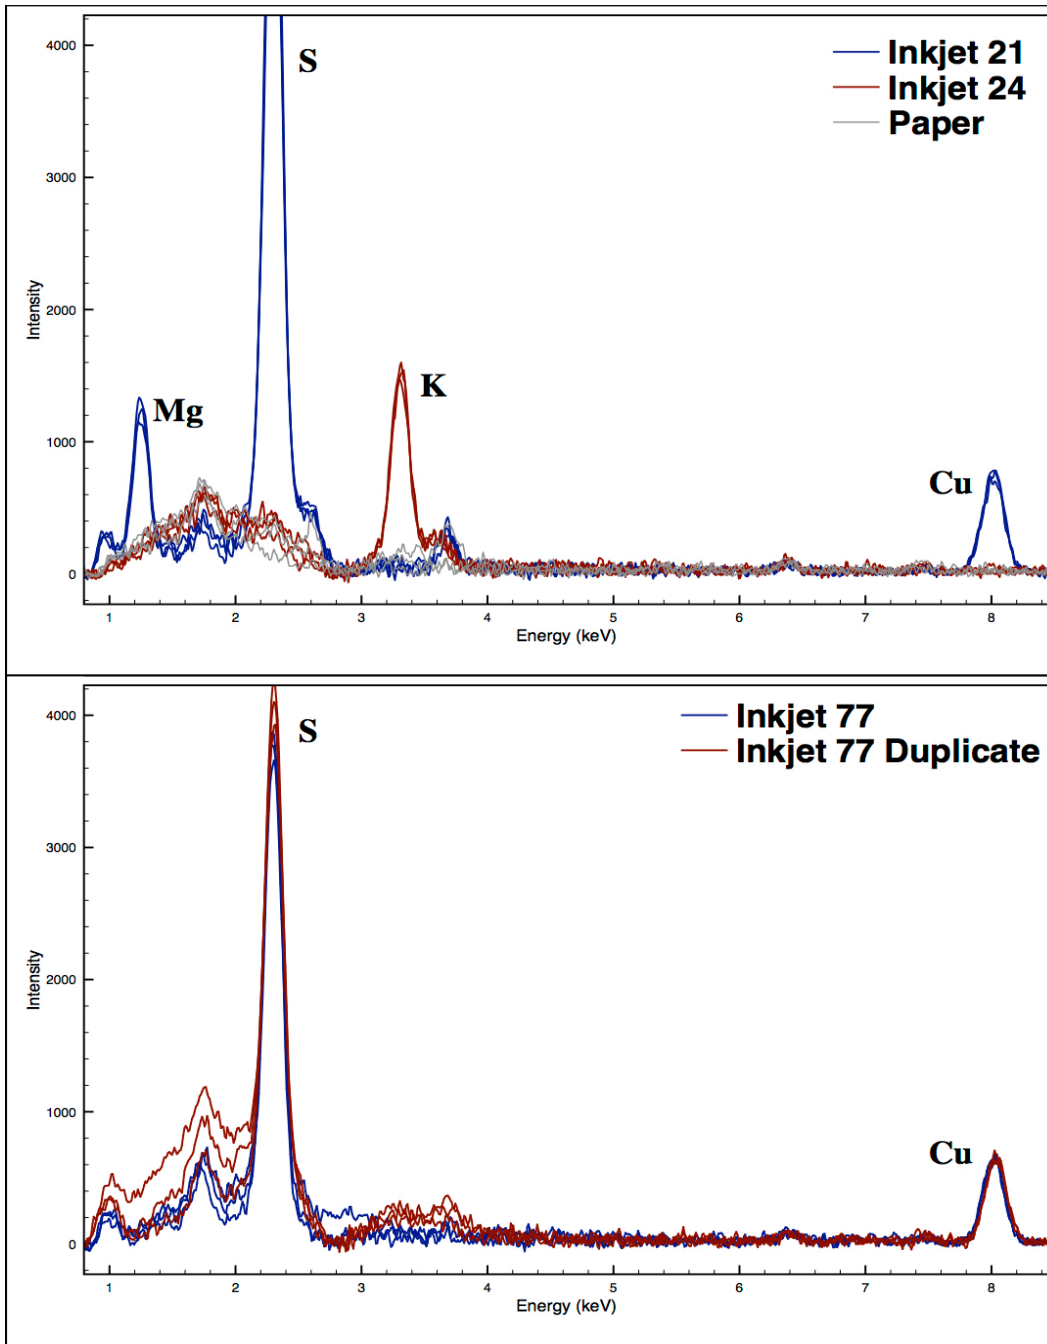 4000
3000
2000
1000
0
Intensity
1 2 3 4 5 6 7 8
Energy (keV)
S
Mg
K
Cu
Inkjet 21
Inkjet 24
Paper
4000
3000
2000
1000
0
Intensity
1 2 3 4 5 6 7 8
Energy (keV)
S
Cu
Inkjet 77
Inkjet 77 Duplicate